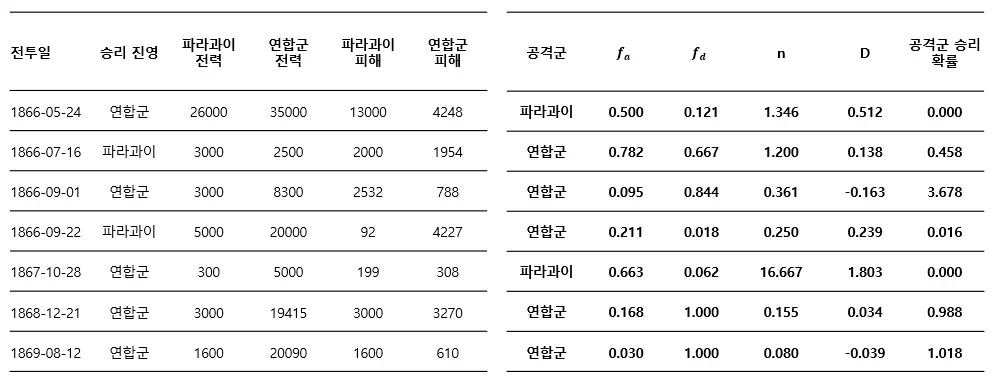 전투일 승리 진영 파라과이 전력 연합군 전력 파라과이 피해 연합군 피해 공격군 f_a f_d n D 공격군 승리 확률
1866-05-24 연합군 26000 35000 13000 4248 파라과이 0.500 0.121 1.346 0.512 0.000
1866-07-16 파라과이 3000 2500 2000 1954 연합군 0.782 0.667 1.200 0.138 0.458
1866-09-01 연합군 3000 8300 2532 788 연합군 0.095 0.844 0.361 -0.163 3.678
1866-09-22 파라과이 5000 20000 92 4227 연합군 0.211 0.018 0.250 0.239 0.016
1867-10-28 연합군 300 5000 199 308 파라과이 0.663 0.062 16.667 1.803 0.000
1868-12-21 연합군 3000 19415 3000 3270 연합군 0.168 1.000 0.155 0.034 0.988
1869-08-12 연합군 1600 20090 1600 610 연합군 0.030 1.000 0.080 -0.039 1.018